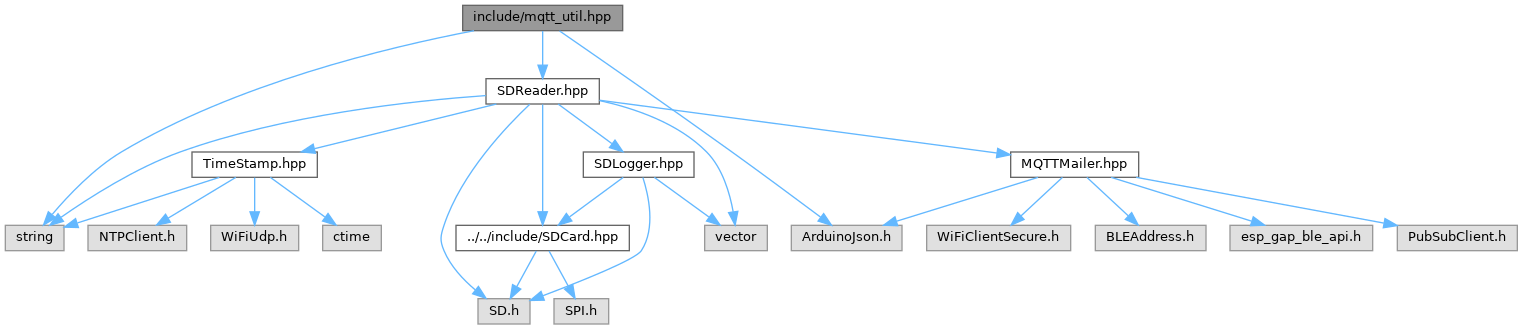 include/mqtt_util.hpp
SDReader.hpp
TimeStamp.hpp
SDLogger.hpp
MQTTMailer.hpp
string
NTPClient.h
WiFiUdp.h
ctime
../../include/SDCard.hpp
vector
ArduinoJson.h
WiFiClientSecure.h
BLEAddress.h
esp_gap_ble_api.h
PubSubClient.h
SD.h
SPI.h